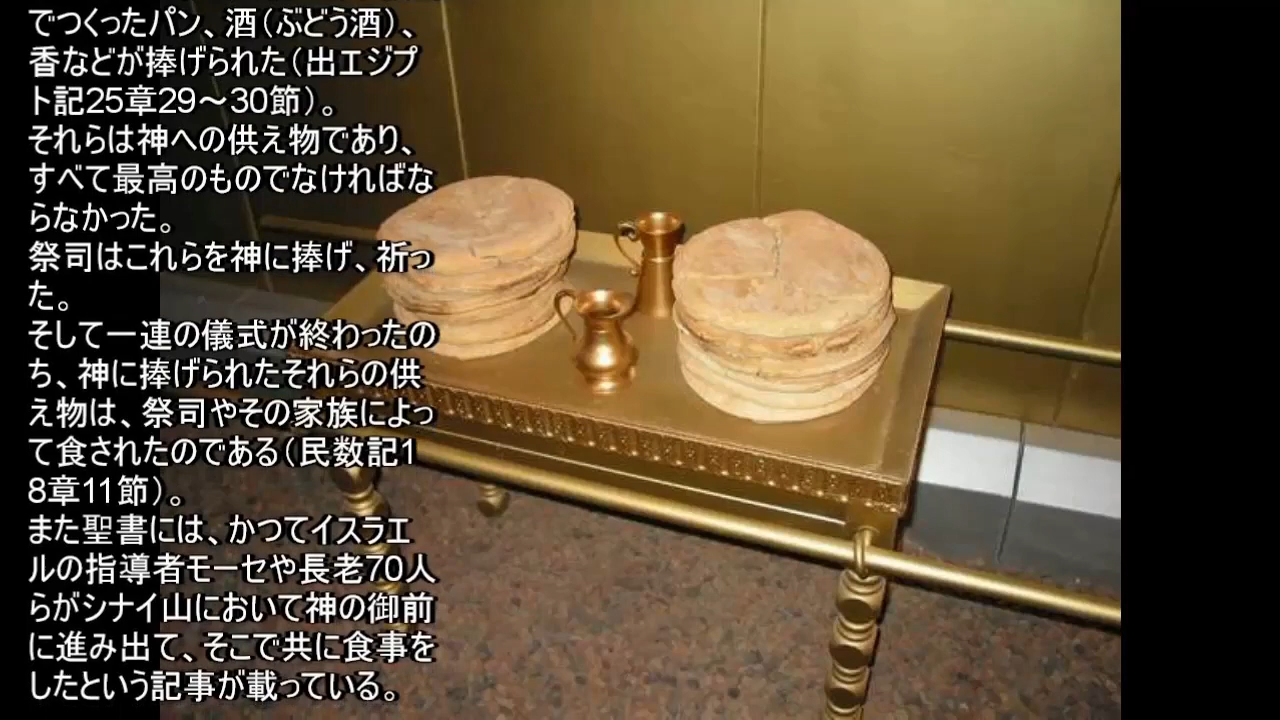 でつくったパン、酒（ぶどう酒）、
香などが捧げられた（出エジプ
ト記25章29～30節）。
それらは神への供え物であり、
すべて最高のものでなければな
らなかった。
祭司はこれらを神に捧げ、祈っ
た。
そして一連の儀式が終わったの
ち、神に捧げられたそれらの供
え物は、祭司やその家族によっ
て食されたのである（民数記1
8章11節）。
また聖書には、かつてイスラエ
ルの指導者モーセや長老70人
らがシナイ山において神の御前
に進み出て、そこで共に食事を
したという記事が載っている。